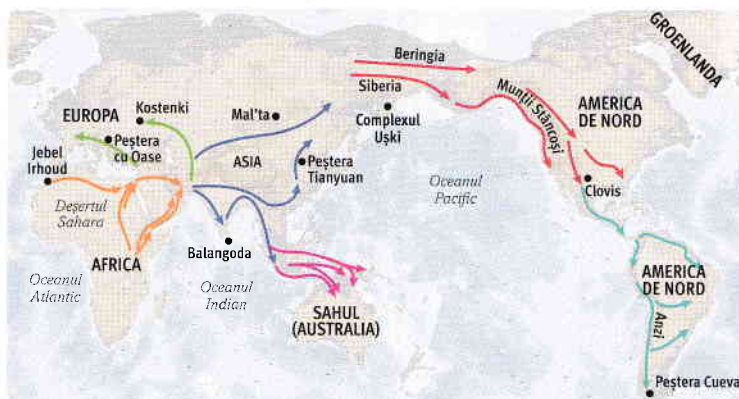 GROENLANDA
Beringia
Siberia
Munții Stâncoși
AMERICA
DE NORD
EUROPA
Kostenki
Mal'ta
Complexul
Uşki
Peștera
cu Oase
Jebel
Irhoud
ASIA
Peștera
Tianyuan
Oceanul
Pacific
Clovis
Deșertul
Sahara
AFRICA
Balangoda
Oceanul
Atlantic
Oceanul
Indian
SAHUL
(AUSTRALIA)
AMERICA
DE NORD
Anzi
Peștera Cueva